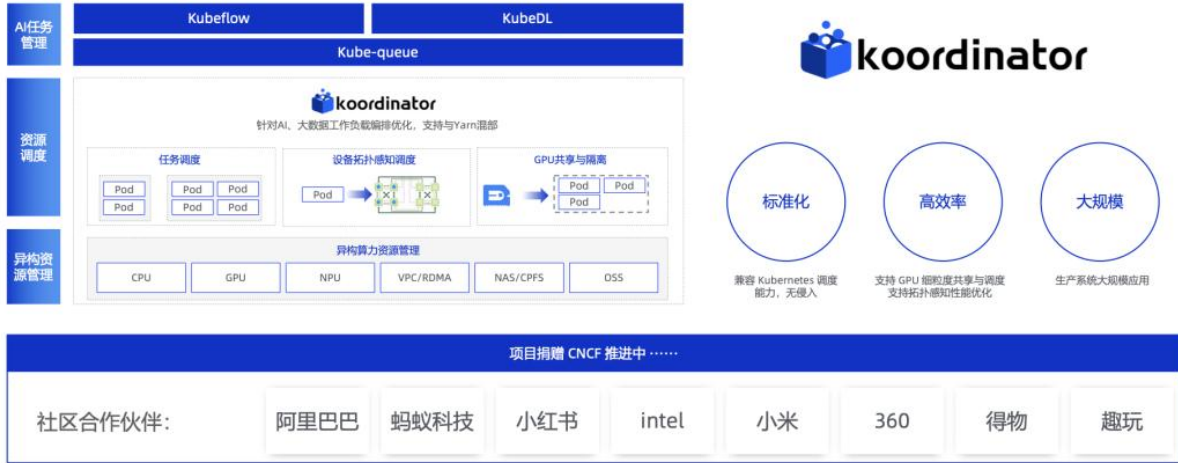 AI任务
管理
Kubeflow
KubeDL
Kube-queue
资源
调度
koordinator
针对AI、大数据工作负载编排优化，支持与Yarn混部
任务调度
Pod
Pod Pod
Pod
Pod Pod
设备拓扑感知调度
Pod
GPU共享与隔离
Pod Pod
Pod
异构资
源管理
异构算力资源管理
CPU
GPU
NPU
VPC/RDMA
NAS/CPFS
OSS
koordinator
标准化
兼容 Kubernetes 调度
能力，无侵入
高效率
支持 GPU 细粒度共享与调度
支持拓扑感知性能优化
大规模
生产系统大规模应用
项目捐赠 CNCF 推进中 ······
社区合作伙伴：
阿里巴巴
蚂蚁科技
小红书
intel
小米
360
得物
趣玩